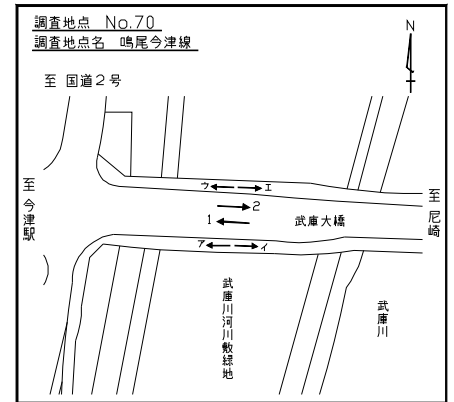 調査地点 No.70
調査地点名 鳴尾今津線
N
至 国道2号
至 今津駅
ウ エ
2
1
武庫大橋
至 尼崎
ア イ
武庫川河川敷緑地
武庫川